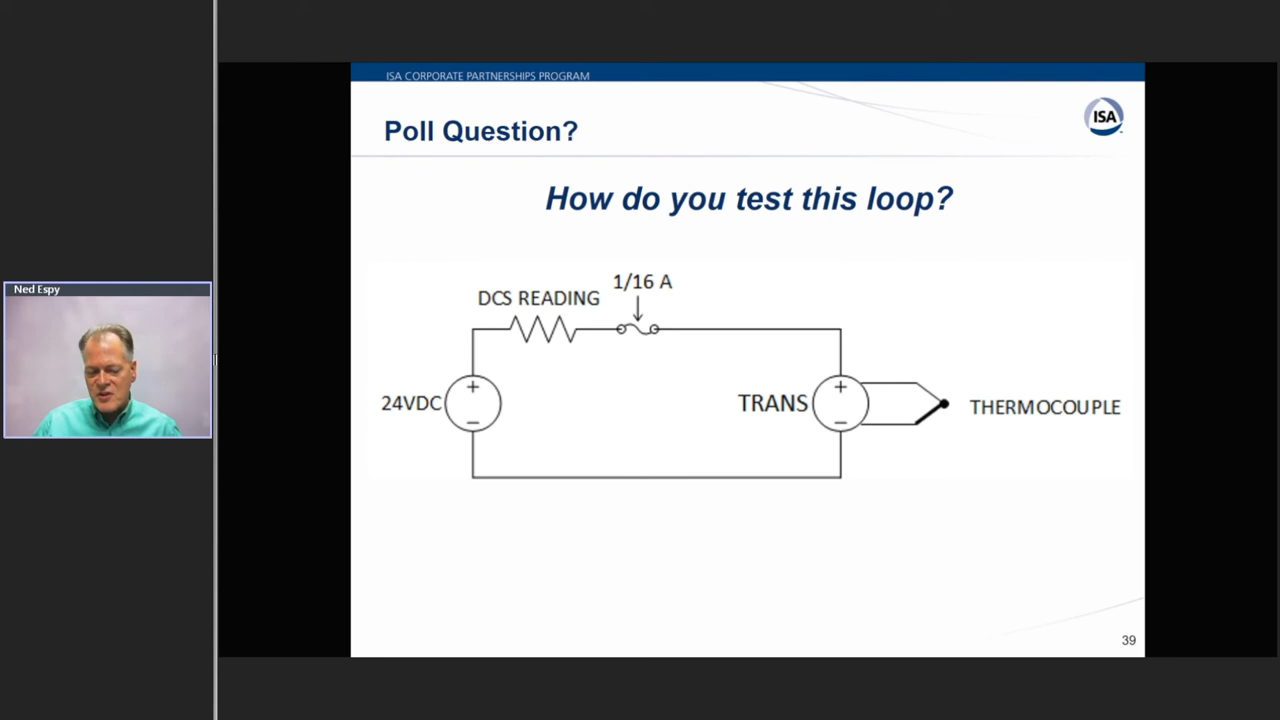 ISA CORPORATE PARTNERSHIPS PROGRAM
ISA
Poll Question?
How do you test this loop?
Ned Espy
1/16 A
DCS READING
+
+
24VDC
TRANS
THERMOCOUPLE
−
−
39